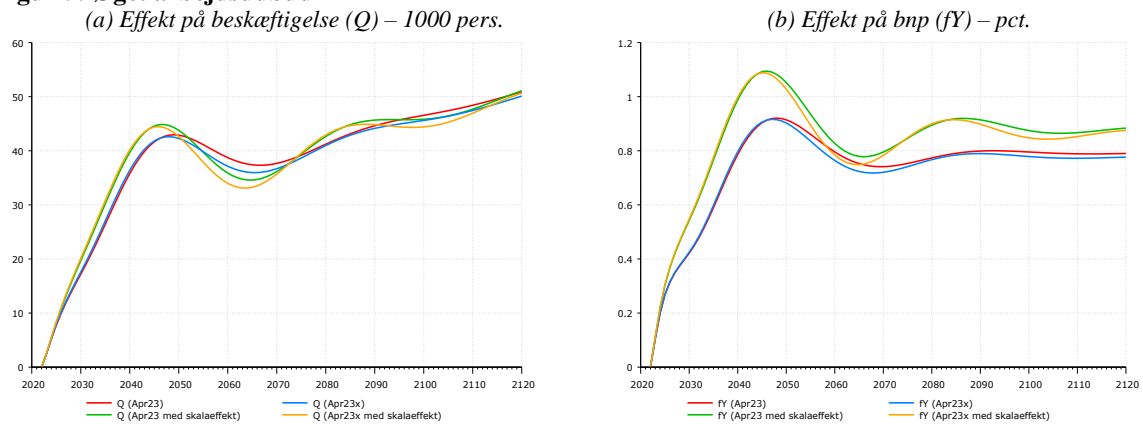 (a) Effekt på beskæftigelse (Q) – 1000 pers.
60
50
40
30
20
10
0
2020 2030 2040 2050 2060 2070 2080 2090 2100 2110 2120
Q (Apr23) Q (Apr23x)
Q (Apr23 med skalaeffekt) Q (Apr23x med skalaeffekt)
(b) Effekt på bnp (fY) – pct.
1.2
1
0.8
0.6
0.4
0.2
0
2020 2030 2040 2050 2060 2070 2080 2090 2100 2110 2120
fY (Apr23) fY (Apr23x)
fY (Apr23 med skalaeffekt) fY (Apr23x med skalaeffekt)